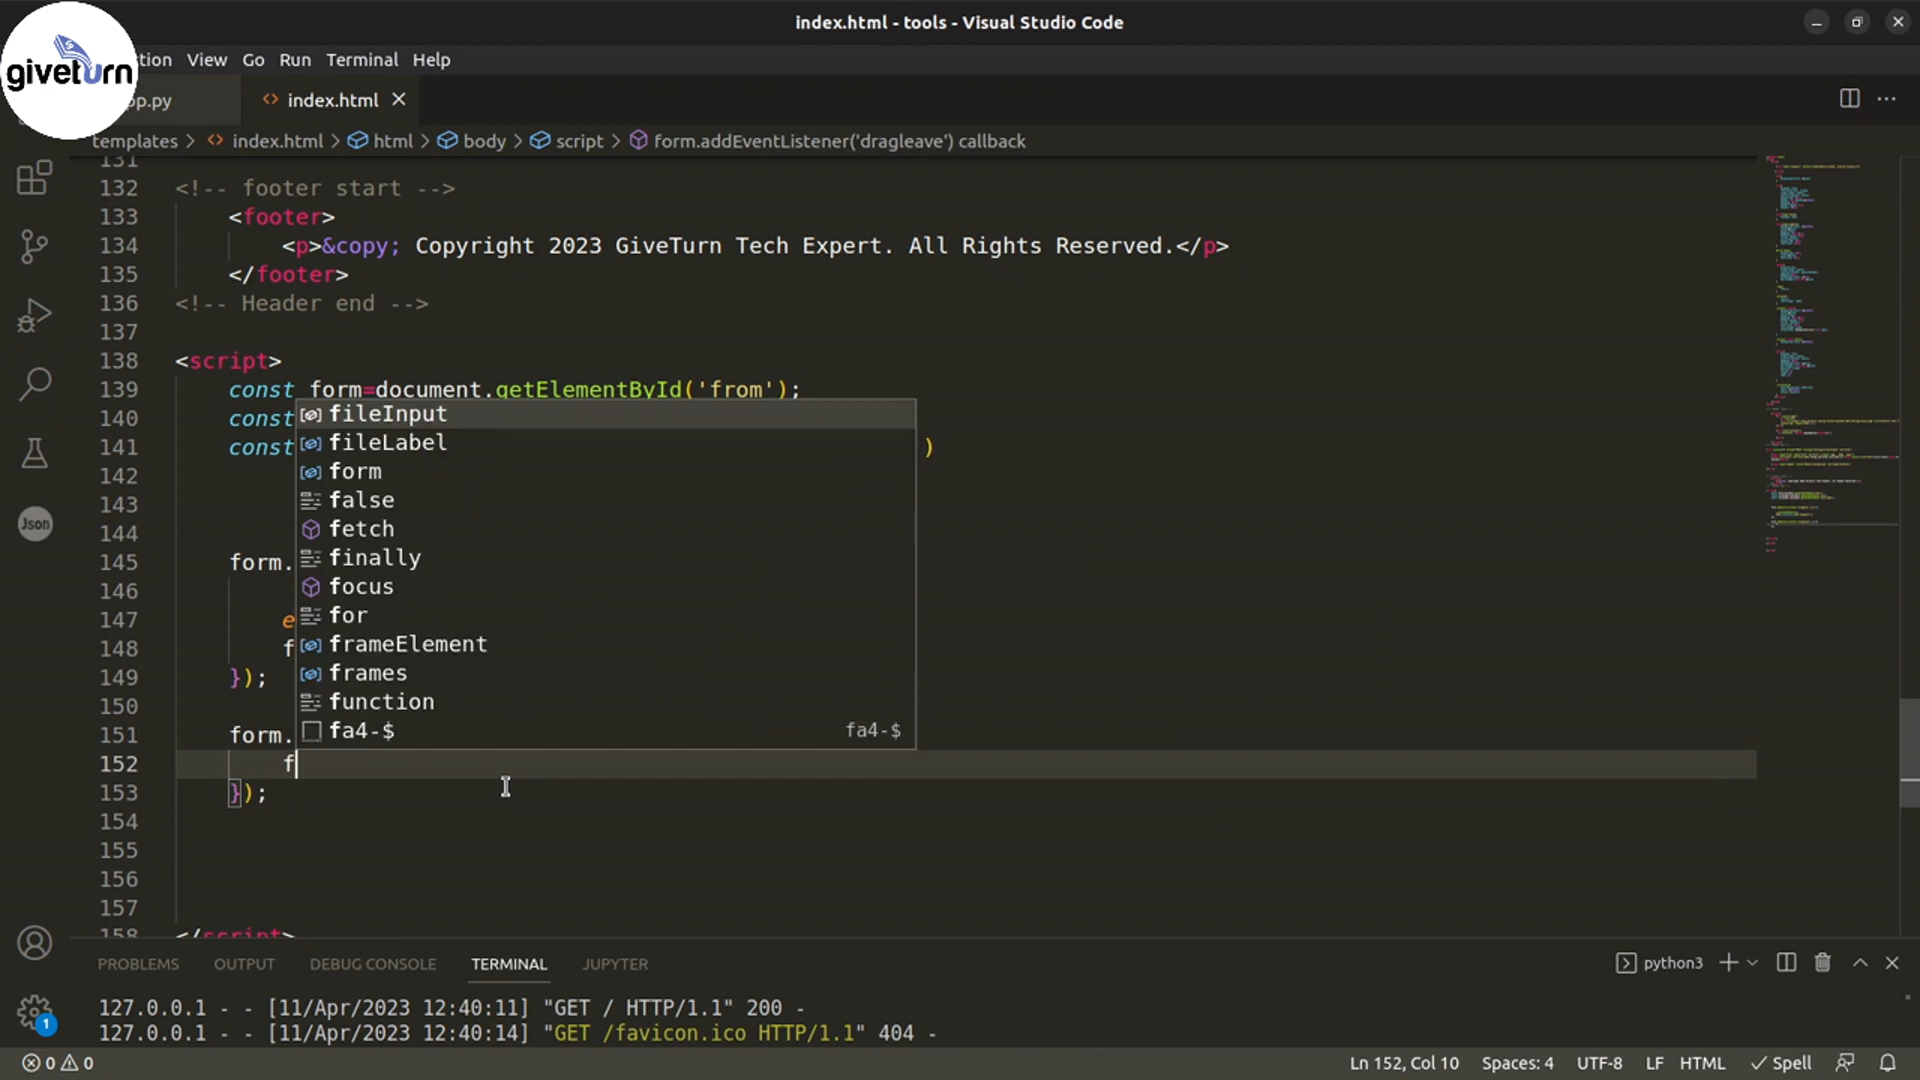 index.html - tools - Visual Studio Code
giveturn
tion View Go Run Terminal Help
pp.py
index.html
templates > index.html > html > body > script > form.addEventListener('dragleave') callback
131
132 <!-- footer start -->
133 <footer>
134 <p>&copy; Copyright 2023 GiveTurn Tech Expert. All Rights Reserved.</p>
135 </footer>
136 <!-- Header end -->
137
138 <script>
139 const form=document.getElementById('from');
140 const
141 const )
142
143
144
145 form.
146
147 e
148 f
149 });
150
151 form.
152 f
153 });
154
155
156
157
158 </script>
fileInput
fileLabel
form
false
fetch
finally
focus
for
frameElement
frames
function
fa4-$ fa4-$
Json
PROBLEMS OUTPUT DEBUG CONSOLE TERMINAL JUPYTER python3
127.0.0.1 - - [11/Apr/2023 12:40:11] "GET / HTTP/1.1" 200 -
127.0.0.1 - - [11/Apr/2023 12:40:14] "GET /favicon.ico HTTP/1.1" 404 -
1
0 0 Ln 152, Col 10 Spaces: 4 UTF-8 LF HTML Spell